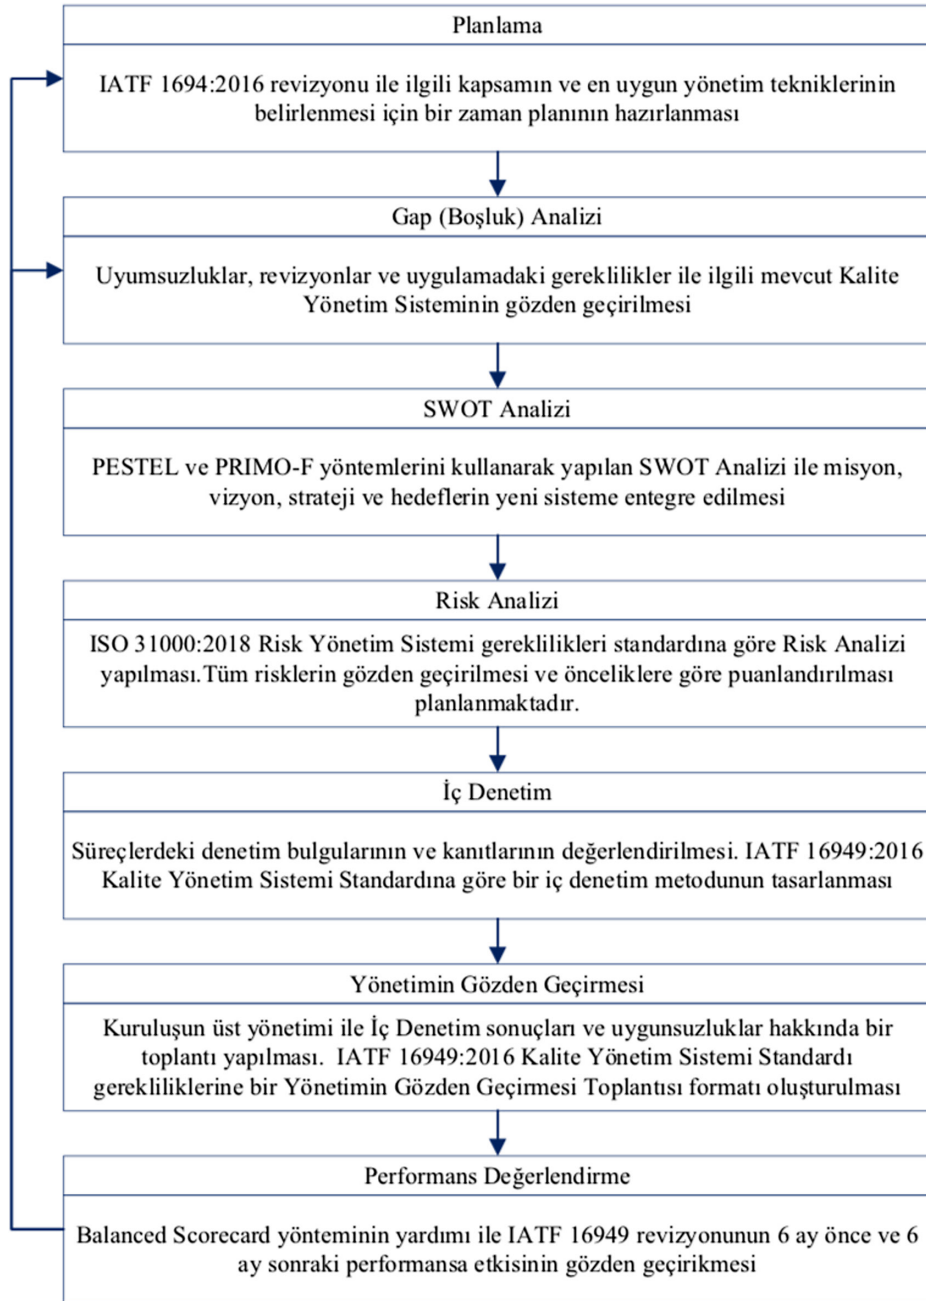 Planlama
IATF 1694:2016 revizyonu ile ilgili kapsamın ve en uygun yönetim tekniklerinin
belirlenmesi için bir zaman planının hazırlanması
Gap (Boşluk) Analizi
Uyumsuzluklar, revizyonlar ve uygulamadaki gereklilikler ile ilgili mevcut Kalite
Yönetim Sisteminin gözden geçirilmesi
SWOT Analizi
PESTEL ve PRIMO-F yöntemlerini kullanarak yapılan SWOT Analizi ile misyon,
vizyon, strateji ve hedeflerin yeni sisteme entegre edilmesi
Risk Analizi
ISO 31000:2018 Risk Yönetim Sistemi gereklilikleri standardına göre Risk Analizi
yapılması.Tüm risklerin gözden geçirilmesi ve önceliklere göre puanlandırılması
planlanmaktadır.
İç Denetim
Süreçlerdeki denetim bulgularının ve kanıtlarının değerlendirilmesi. IATF 16949:2016
Kalite Yönetim Sistemi Standardına göre bir iç denetim metodunun tasarlanması
Yönetimin Gözden Geçirmesi
Kuruluşun üst yönetimi ile İç Denetim sonuçları ve uygunsuzluklar hakkında bir
toplantı yapılması.  IATF 16949:2016 Kalite Yönetim Sistemi Standardı
gerekliliklerine bir Yönetimin Gözden Geçirmesi Toplantısı formatı oluşturulması
Performans Değerlendirme
Balanced Scorecard yönteminin yardımı ile IATF 16949 revizyonunun 6 ay önce ve 6
ay sonraki performansa etkisinin gözden geçirikmesi